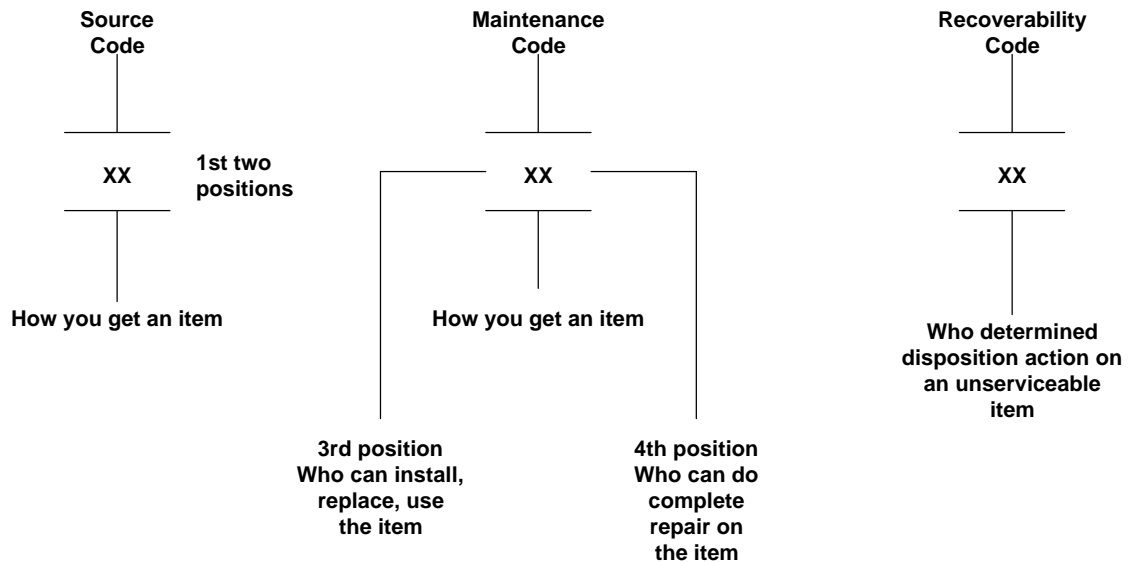 Source
Code
Maintenance
Code
Recoverability
Code
XX
1st two
positions
XX
XX
How you get an item
How you get an item
Who determined
disposition action on
an unserviceable
item
3rd position
Who can install,
replace, use
the item
4th position
Who can do
complete
repair on
the item